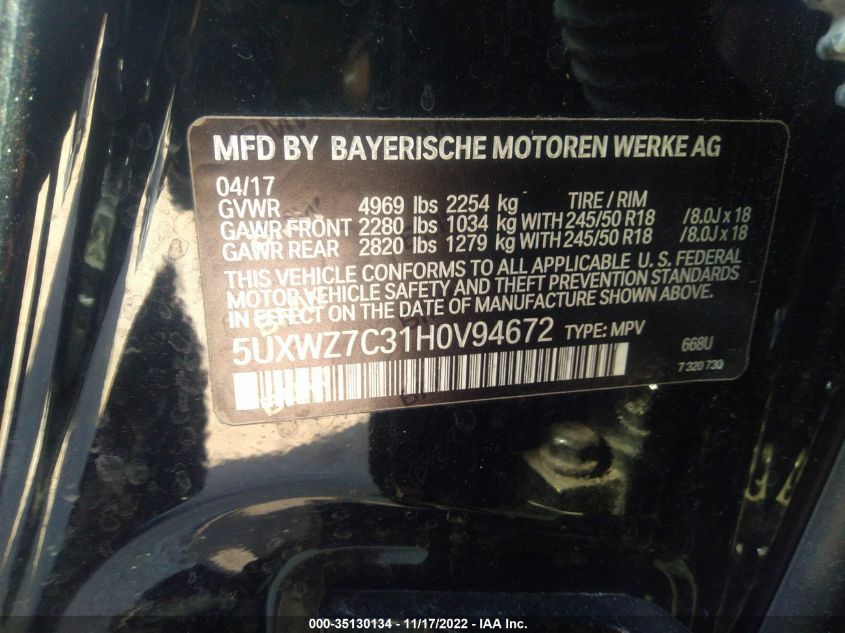 MFD BY BAYERISCHE MOTOREN WERKE AG
04/17
GVWR 4969 lbs 2254 kg TIRE / RIM
GAWR FRONT 2280 lbs 1034 kg WITH 245/50 R18 /8.0J x 18
GAWR REAR 2820 lbs 1279 kg WITH 245/50 R18 /8.0J x 18
THIS VEHICLE CONFORMS TO ALL APPLICABLE U.S. FEDERAL
MOTOR VEHICLE SAFETY AND THEFT PREVENTION STANDARDS
IN EFFECT ON THE DATE OF MANUFACTURE SHOWN ABOVE.
5UXWZ7C31H0V94672 TYPE: MPV 668U
7 320 730
000-35130134 - 11/17/2022 - IAA Inc.